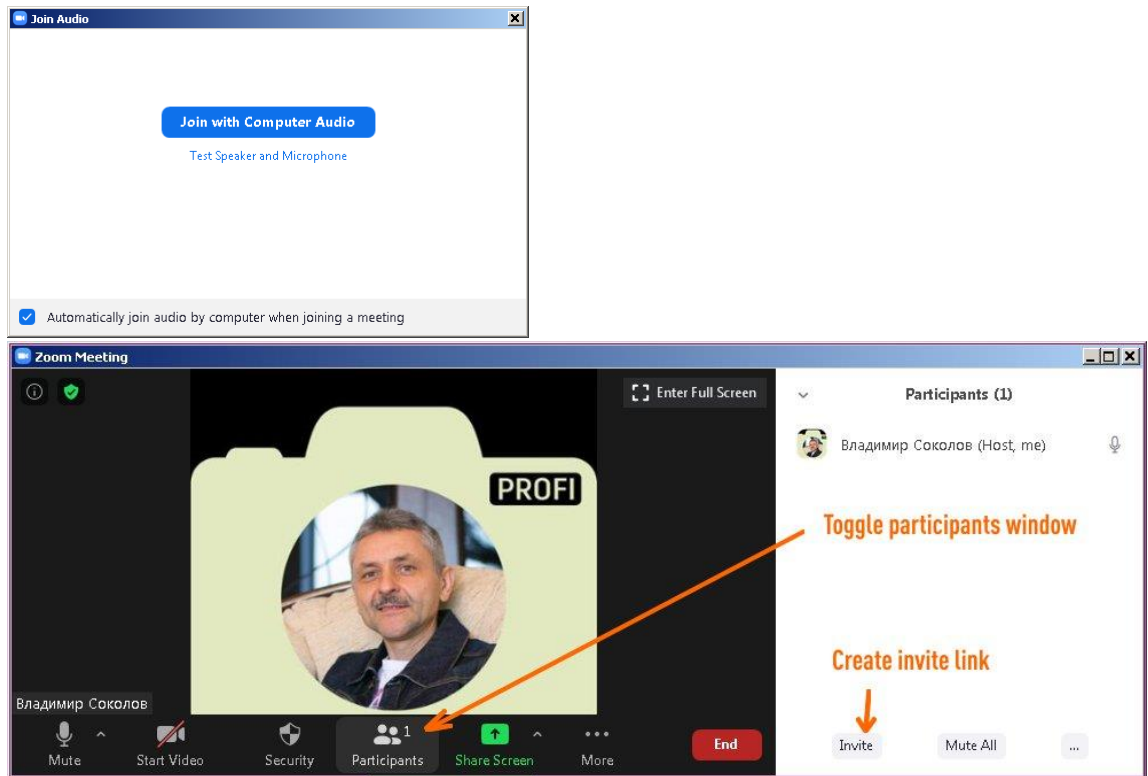 Join Audio
Join with Computer Audio
Test Speaker and Microphone
Automatically join audio by computer when joining a meeting
Zoom Meeting
Enter Full Screen
Participants (1)
Владимир Соколов (Host, me)
PROFI
Toggle participants window
Create invite link
Владимир Соколов
1
Mute
Start Video
Security
Participants
Share Screen
More
End
Invite
Mute All
...